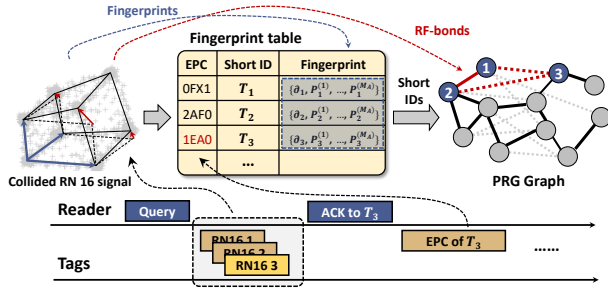 Fingerprints
Fingerprint table
RF-bonds
EPC Short ID Fingerprint
0FX1 T₁ {∂₁, P₁⁽¹⁾, ..., P₁⁽ᴹᴬ⁾}
2AF0 T₂ {∂₂, P₂⁽¹⁾, ..., P₂⁽ᴹᴬ⁾}
1EA0 T₃ {∂₃, P₃⁽¹⁾, ..., P₃⁽ᴹᴬ⁾}
...
Short
IDs
1
2
3
Collided RN 16 signal
PRG Graph
Reader
Query
ACK to T₃
RN16 1
RN16 2
RN16 3
EPC of T₃
......
Tags